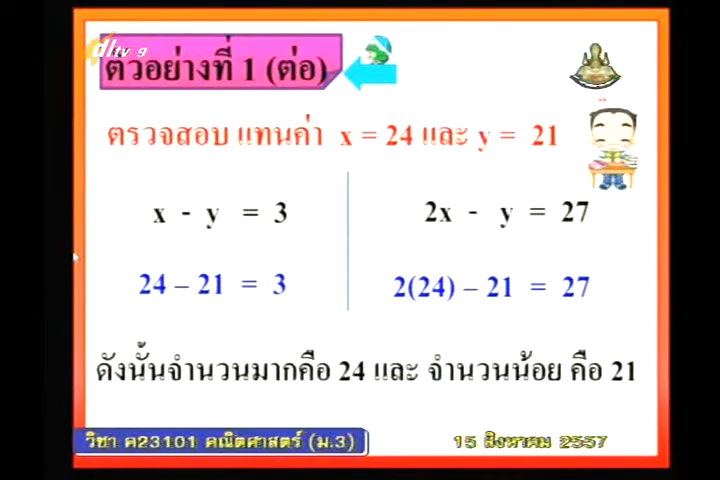 dltv 9
ตัวอย่างที่ 1 (ต่อ)
ตรวจสอบ แทนค่า x = 24 และ y = 21
x - y = 3
2x - y = 27
24 – 21 = 3
2(24) – 21 = 27
ดังนั้นจำนวนมากคือ 24 และ จำนวนน้อย คือ 21
วิชา ค23101 คณิตศาสตร์ (ม.3)
15 สิงหาคม 2557